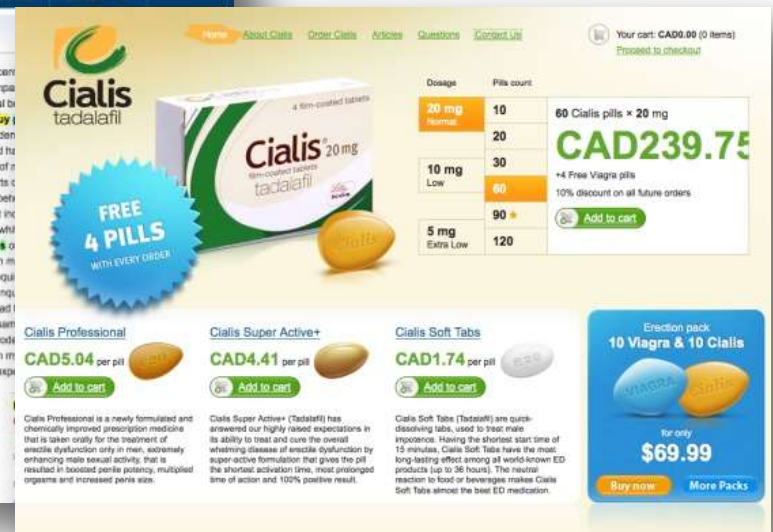 Home About Cialis Order Cialis Articles Questions Contact Us
Your cart: CAD0.00 (0 items)
Proceed to checkout
Cialis
tadalafil
4 film-coated tablets
Cialis® 20 mg
film-coated tablets
tadalafil
FREE
4 PILLS
WITH EVERY ORDER
Cialis
Dosage Pills count
20 mg
Normal
10 mg
Low
5 mg
Extra Low
10
20
30
60
90
120
60 Cialis pills × 20 mg
CAD239.75
+4 Free Viagra pills
10% discount on all future orders
Add to cart
Cialis Professional
CAD5.04 per pill
Add to cart
Cialis Professional is a newly formulated and
chemically improved prescription medicine
that is taken orally for the treatment of
erectile dysfunction only in men, extremely
enhancing male sexual activity, that is
resulted in boosted penile potency, multiplied
orgasms and increased penis size.
Cialis Super Active+
CAD4.41 per pill
Add to cart
Cialis Super Active+ (Tadalafil) has
answered our highly raised expectations in
its ability to treat and cure the overall
whelming disease of erectile dysfunction by
super-active formulation that gives the pill
the shortest activation time, most prolonged
time of action and 100% positive result.
Cialis Soft Tabs
CAD1.74 per pill
Add to cart
Cialis Soft Tabs (Tadalafil) are quick-
dissolving tabs, used to treat male
impotence. Having the shortest start time of
15 minutes, Cialis Soft Tabs have the most
long-lasting effect among all world-known ED
products (up to 36 hours). The neutral
reaction to food or beverages makes Cialis
Soft Tabs almost the best ED medication.
Erection pack
10 Viagra & 10 Cialis
VIAGRA Cialis
for only
$69.99
Buy now More Packs